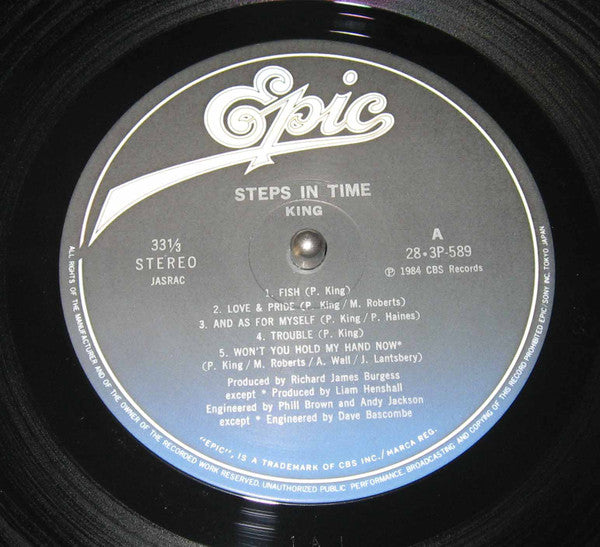 Epic
STEPS IN TIME
KING
33⅓
STEREO
JASRAC
A
28•3P-589
Ⓟ 1984 CBS Records
1. FISH (P. King)
2. LOVE & PRIDE (P. King/M. Roberts)
3. AND AS FOR MYSELF (P. King/P. Haines)
4. TROUBLE (P. King)
5. WON'T YOU HOLD MY HAND NOW*
(P. King/M. Roberts/A. Wall/J. Lantsbery)
Produced by Richard James Burgess
except * Produced by Liam Henshall
Engineered by Phill Brown and Andy Jackson
except * Engineered by Dave Bascombe
"EPIC", IS A TRADEMARK OF CBS INC./MARCA REG.
ALL RIGHTS OF THE MANUFACTURER AND OF THE OWNER OF THE RECORDED WORK RESERVED. UNAUTHORIZED PUBLIC PERFORMANCE, BROADCASTING AND COPYING OF THIS RECORD PROHIBITED EPIC/SONY INC. TOKYO JAPAN